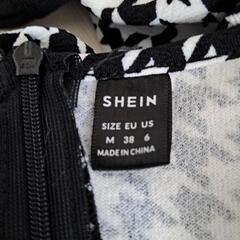 SHEIN
SIZE EU US
M 38 6
MADE IN CHINA